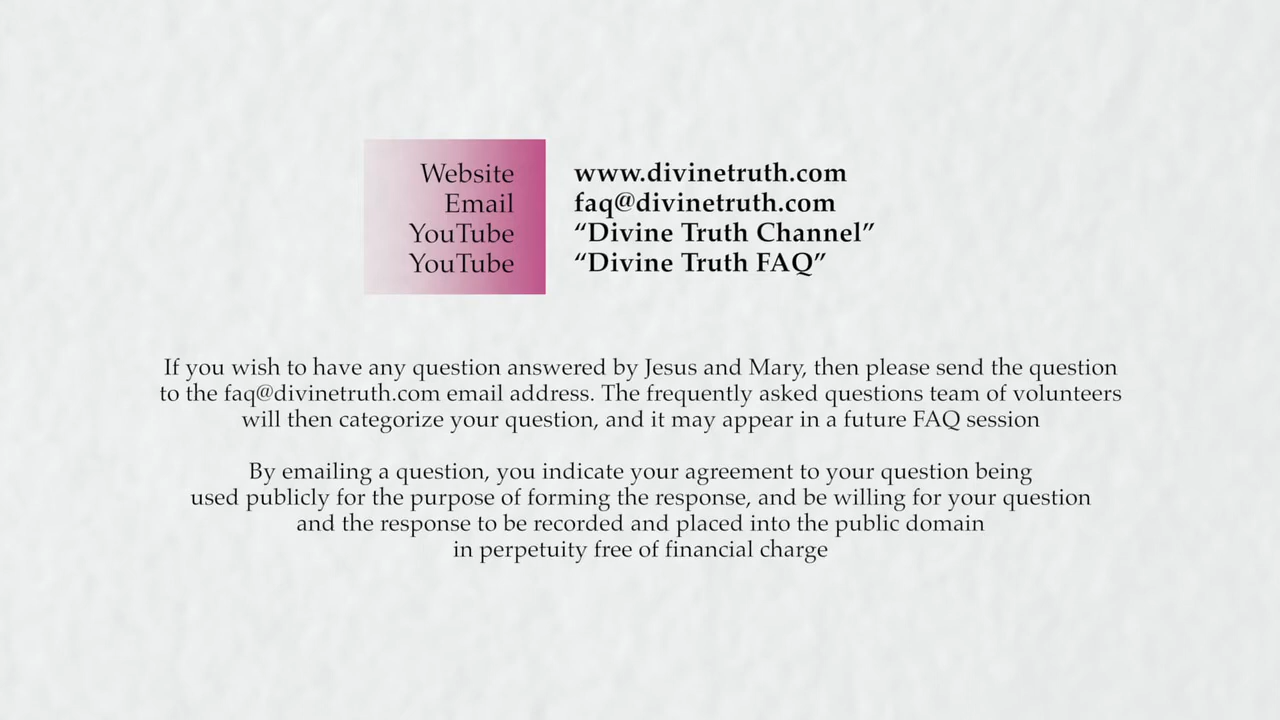 Website www.divinetruth.com
Email faq@divinetruth.com
YouTube “Divine Truth Channel”
YouTube “Divine Truth FAQ”
If you wish to have any question answered by Jesus and Mary, then please send the question
to the faq@divinetruth.com email address. The frequently asked questions team of volunteers
will then categorize your question, and it may appear in a future FAQ session
By emailing a question, you indicate your agreement to your question being
used publicly for the purpose of forming the response, and be willing for your question
and the response to be recorded and placed into the public domain
in perpetuity free of financial charge